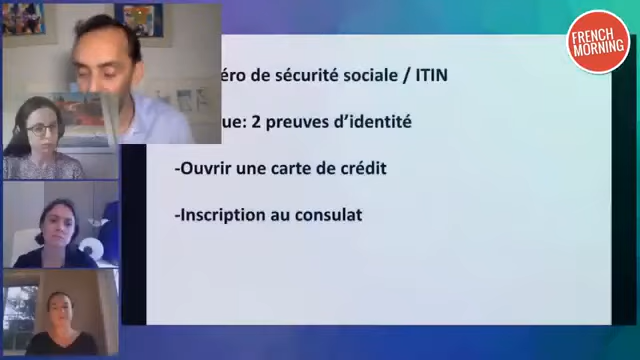 FRENCH
MORNING
éro de sécurité sociale / ITIN
ue: 2 preuves d'identité
-Ouvrir une carte de crédit
-Inscription au consulat